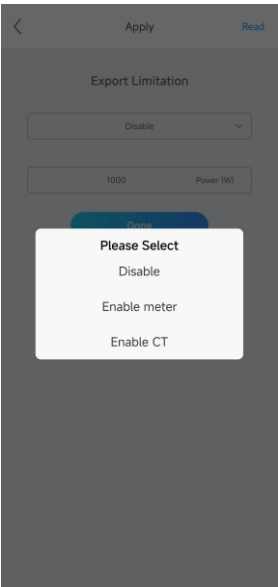 Apply Read
Export Limitation
Disable
1000 Power (W)
Done
Please Select
Disable
Enable meter
Enable CT